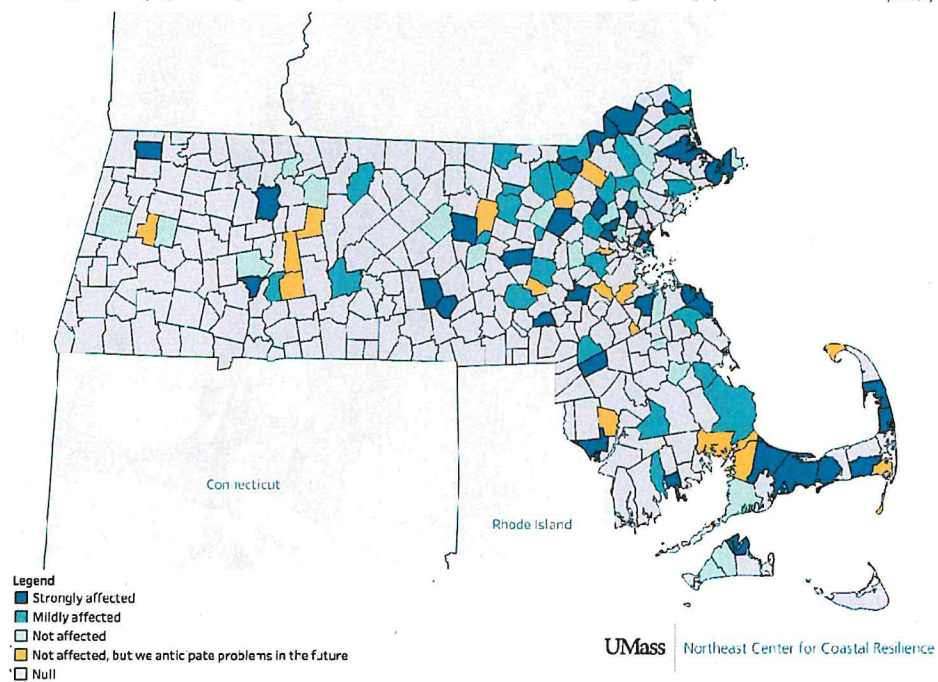 Connecticut
Rhode Island
Legend
Strongly affected
Mildly affected
Not affected
Not affected, but we anticipate problems in the future
Null
UMass | Northeast Center for Coastal Resilience